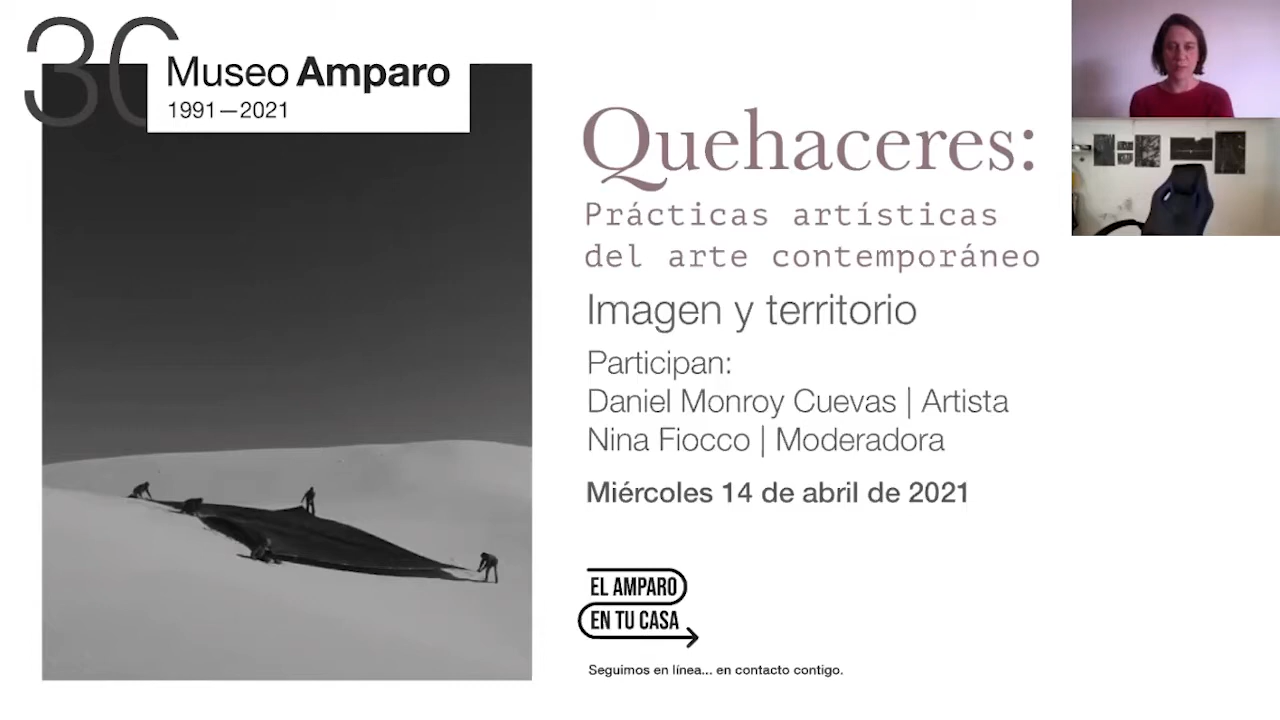 30
Museo Amparo
1991—2021
Quehaceres:
Prácticas artísticas
del arte contemporáneo
Imagen y territorio
Participan:
Daniel Monroy Cuevas | Artista
Nina Fiocco | Moderadora
Miércoles 14 de abril de 2021
EL AMPARO
EN TU CASA
Seguimos en línea... en contacto contigo.